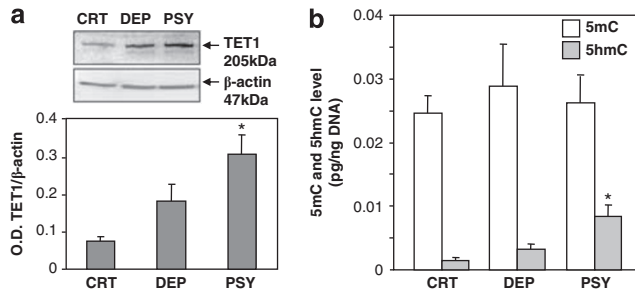 a
CRT DEP PSY
TET1
205kDa
β-actin
47kDa
O.D. TET1/β-actin
0.4
0.3
0.2
0.1
0
*
CRT DEP PSY
b
5mC
5hmC
5mC and 5hmC level
(pg/ng DNA)
0.04
0.03
0.02
0.01
0
*
CRT DEP PSY